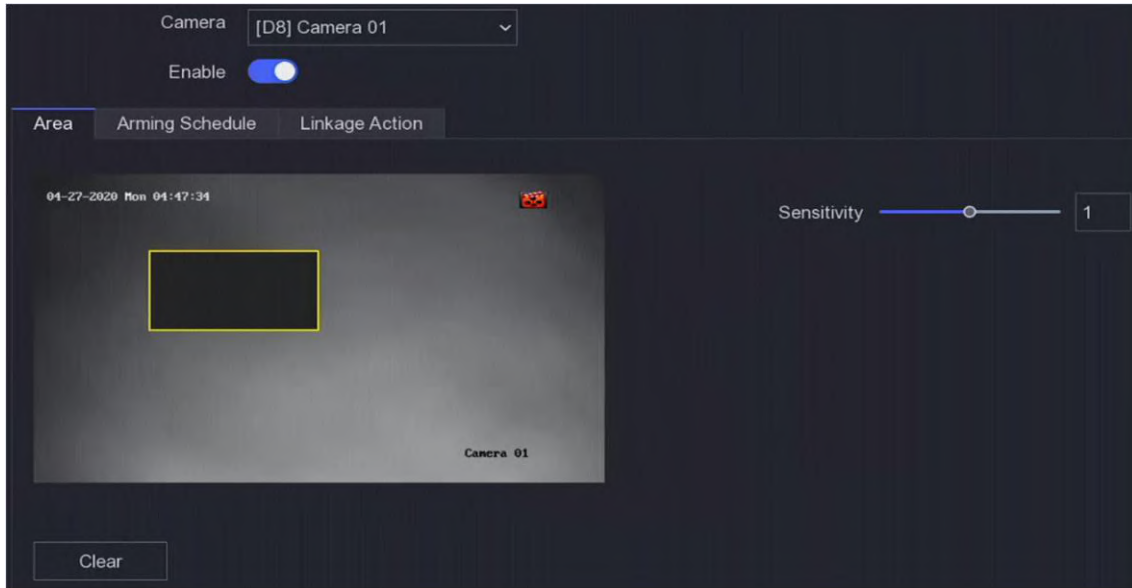 Camera [D8] Camera 01
Enable
Area Arming Schedule Linkage Action
04-27-2020 Mon 04:47:34
Sensitivity 1
Camera 01
Clear